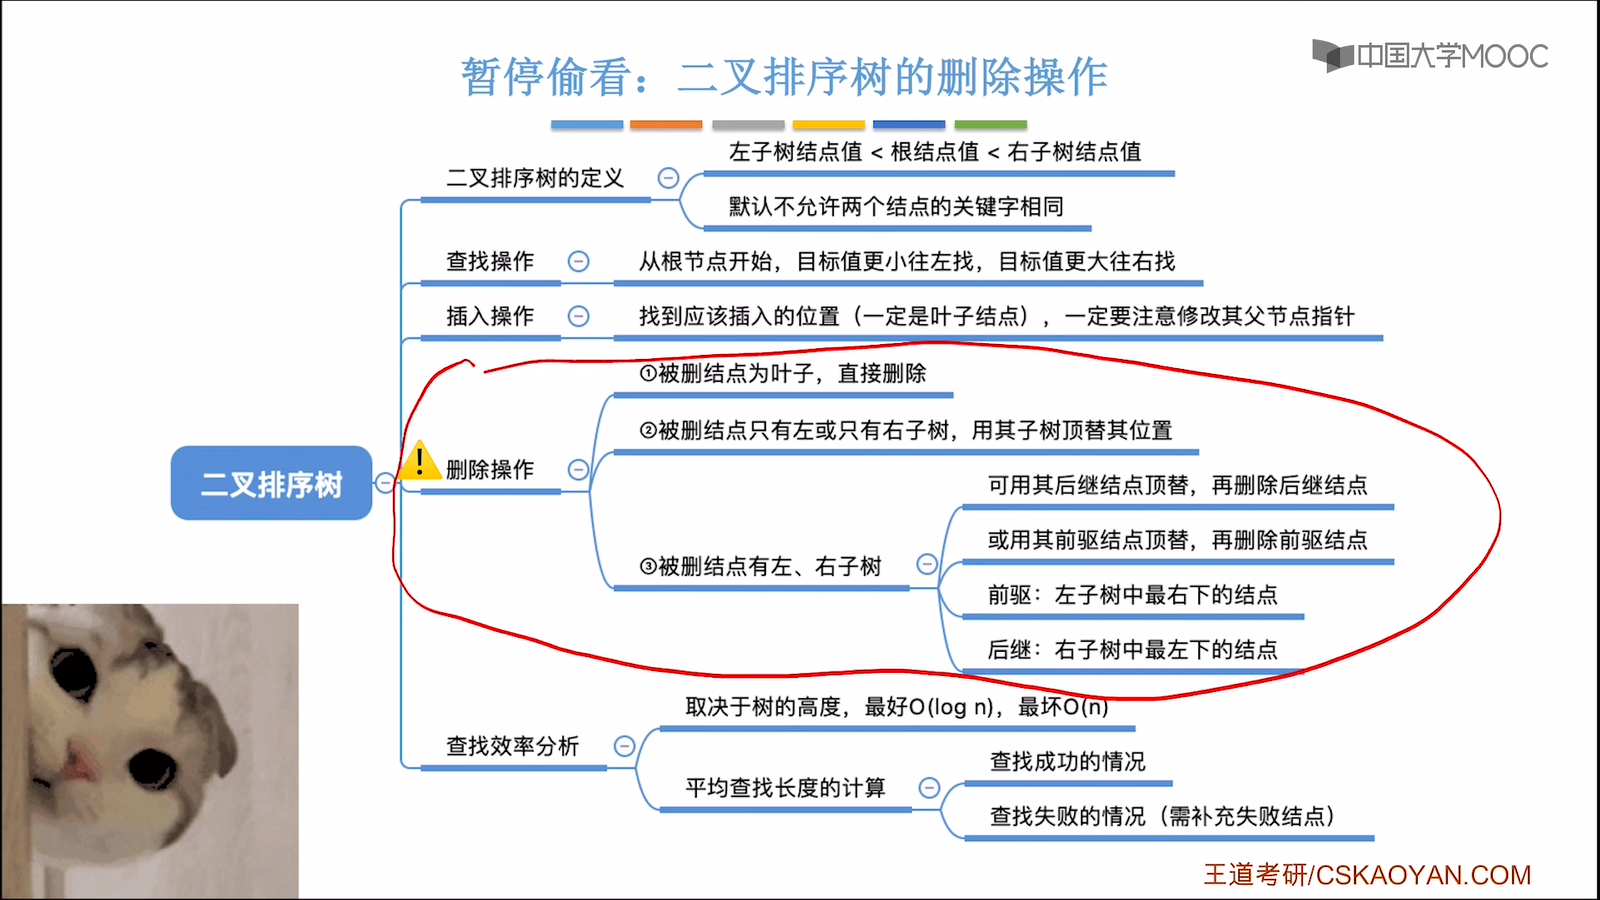 中国大学MOOC
暂停偷看：二叉排序树的删除操作
二叉排序树
二叉排序树的定义
左子树结点值 < 根结点值 < 右子树结点值
默认不允许两个结点的关键字相同
查找操作
从根节点开始，目标值更小往左找，目标值更大往右找
插入操作
找到应该插入的位置（一定是叶子结点），一定要注意修改其父节点指针
删除操作
①被删结点为叶子，直接删除
②被删结点只有左或只有右子树，用其子树顶替其位置
③被删结点有左、右子树
可用其后继结点顶替，再删除后继结点
或用其前驱结点顶替，再删除前驱结点
前驱：左子树中最右下的结点
后继：右子树中最左下的结点
查找效率分析
取决于树的高度，最好O(log n)，最坏O(n)
平均查找长度的计算
查找成功的情况
查找失败的情况（需补充失败结点）
王道考研/CSKAOYAN.COM